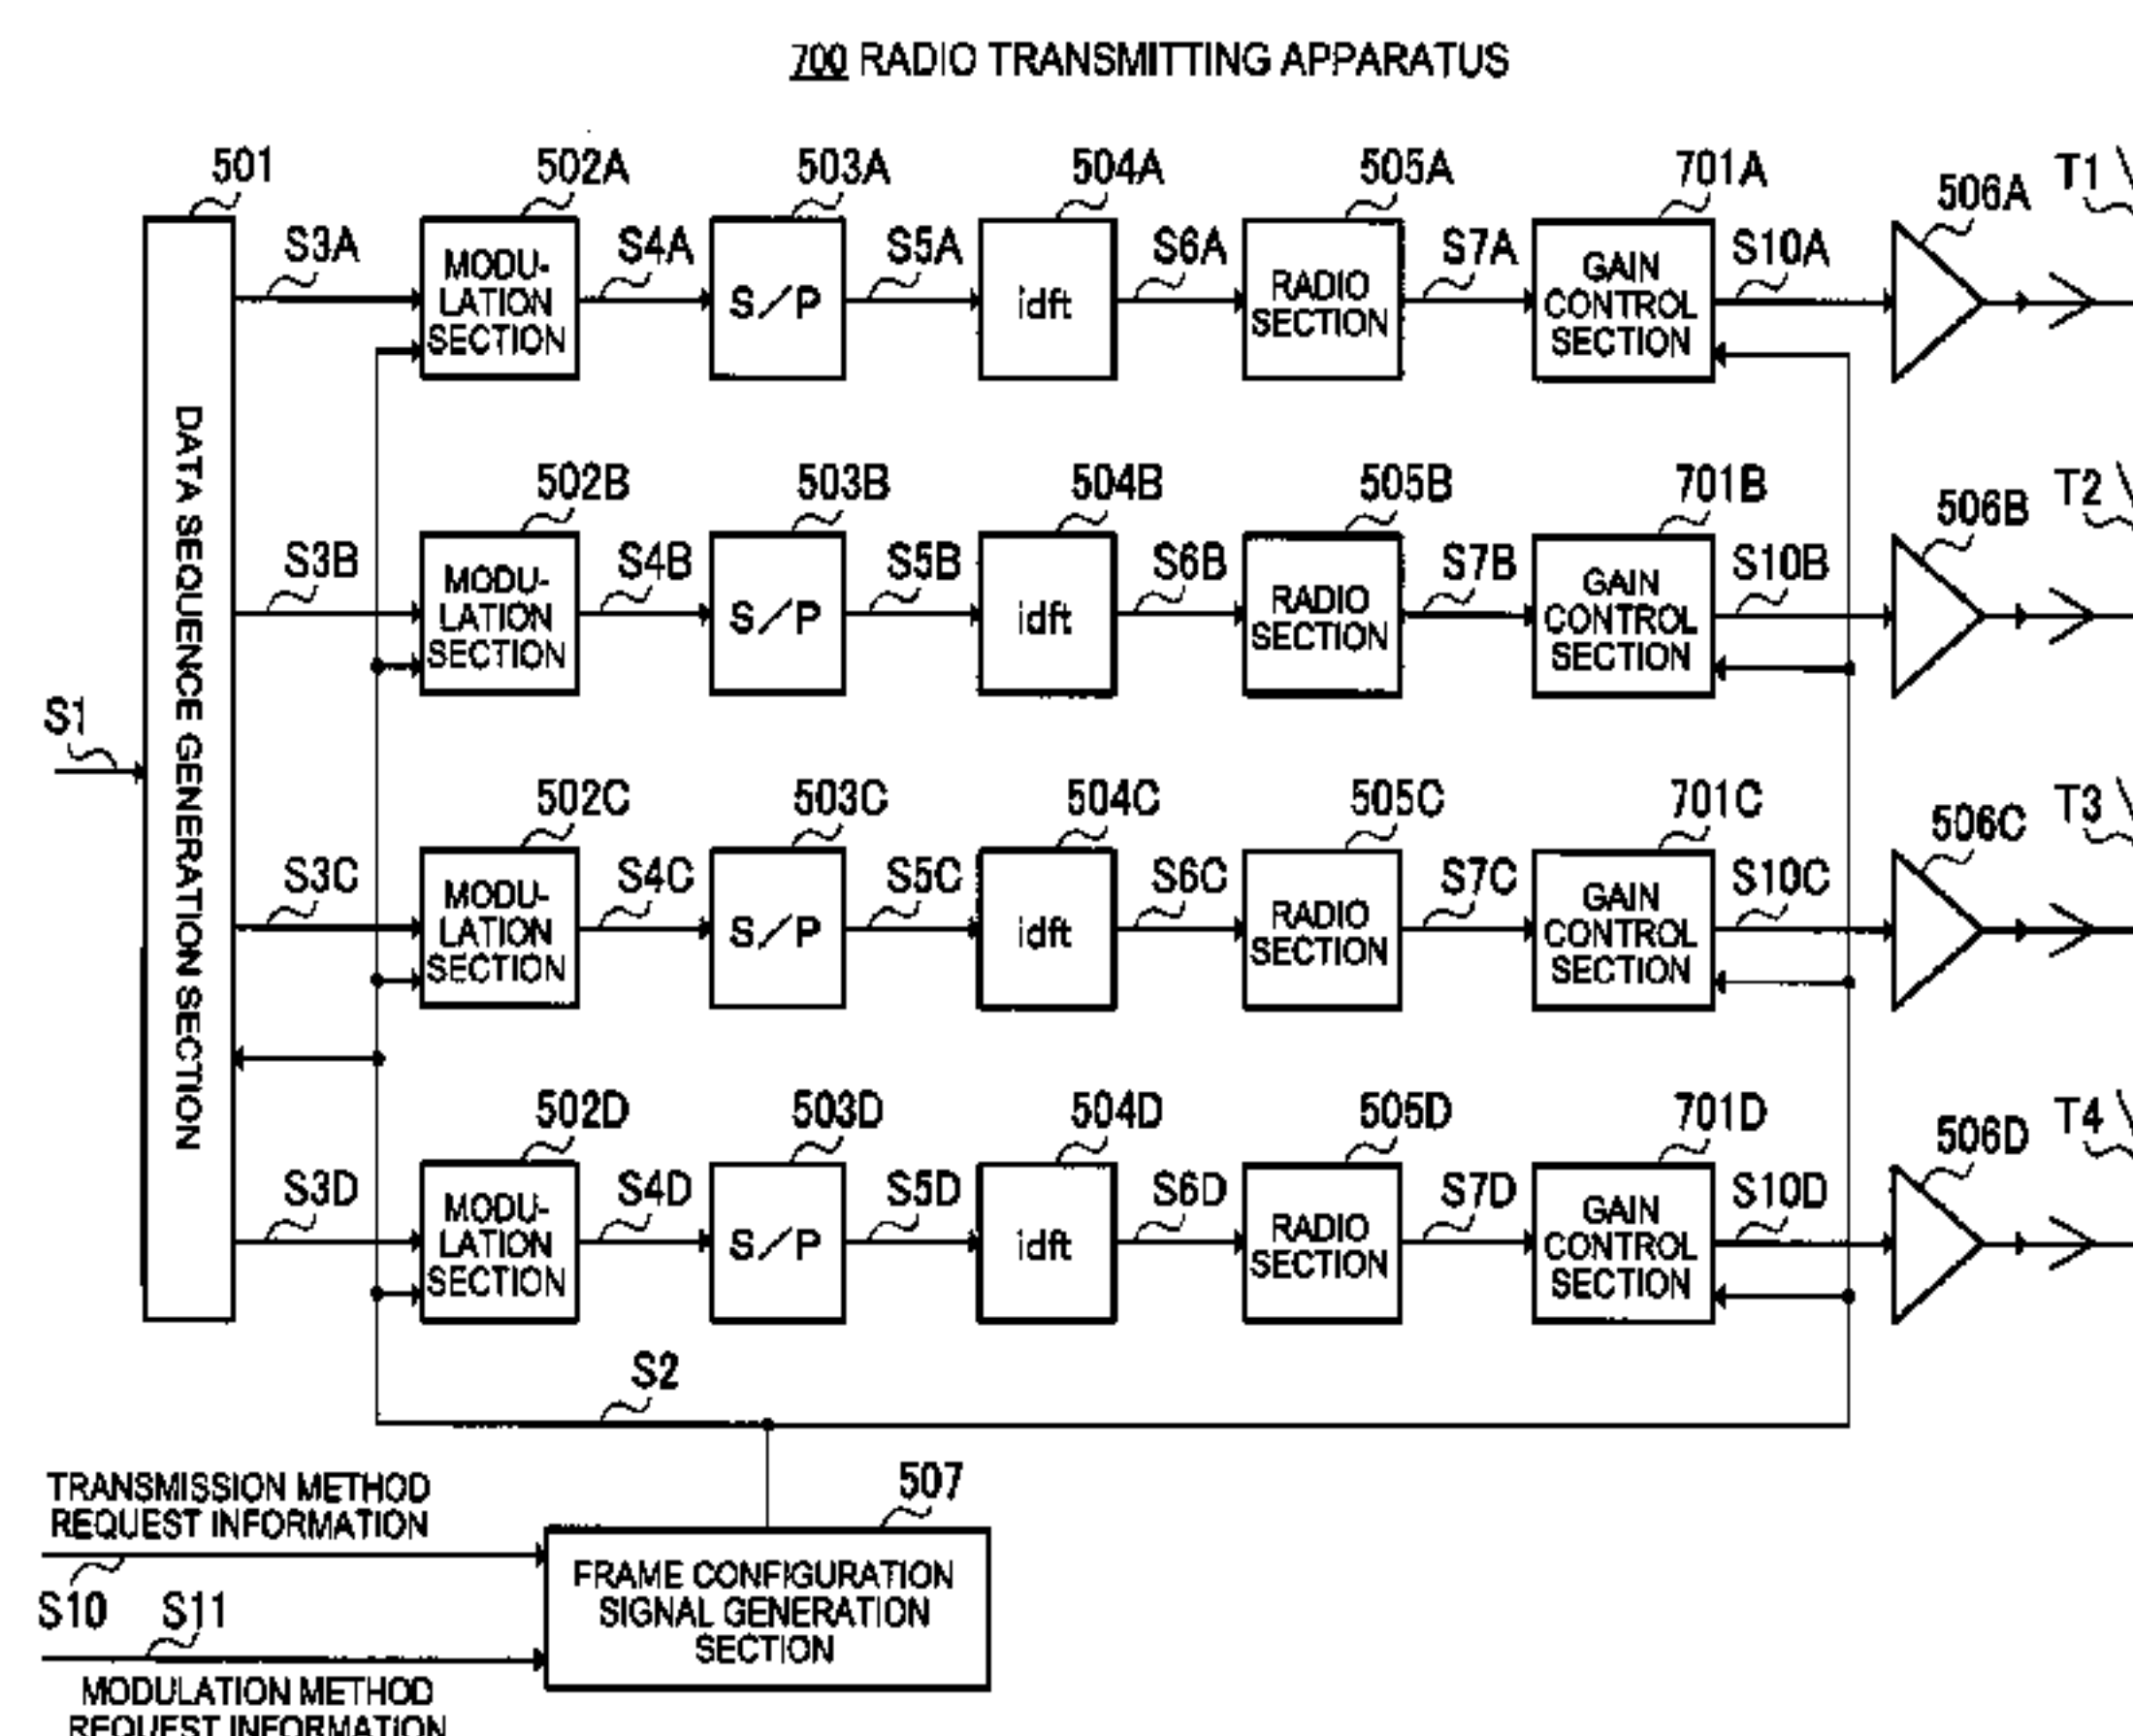 700 RADIO TRANSMITTING APPARATUS
501
502A
503A
504A
505A
701A
506A
T1
S3A
S4A
S5A
S6A
S7A
S10A
MODU-
LATION
SECTION
S/P
idft
RADIO
SECTION
GAIN
CONTROL
SECTION
DATA SEQUENCE GENERATION SECTION
S1
502B
503B
504B
505B
701B
506B
T2
S3B
S4B
S5B
S6B
S7B
S10B
MODU-
LATION
SECTION
S/P
idft
RADIO
SECTION
GAIN
CONTROL
SECTION
502C
503C
504C
505C
701C
506C
T3
S3C
S4C
S5C
S6C
S7C
S10C
MODU-
LATION
SECTION
S/P
idft
RADIO
SECTION
GAIN
CONTROL
SECTION
502D
503D
504D
505D
701D
506D
T4
S3D
S4D
S5D
S6D
S7D
S10D
MODU-
LATION
SECTION
S/P
idft
RADIO
SECTION
GAIN
CONTROL
SECTION
S2
TRANSMISSION METHOD
REQUEST INFORMATION
S10
S11
MODULATION METHOD
REQUEST INFORMATION
507
FRAME CONFIGURATION
SIGNAL GENERATION
SECTION